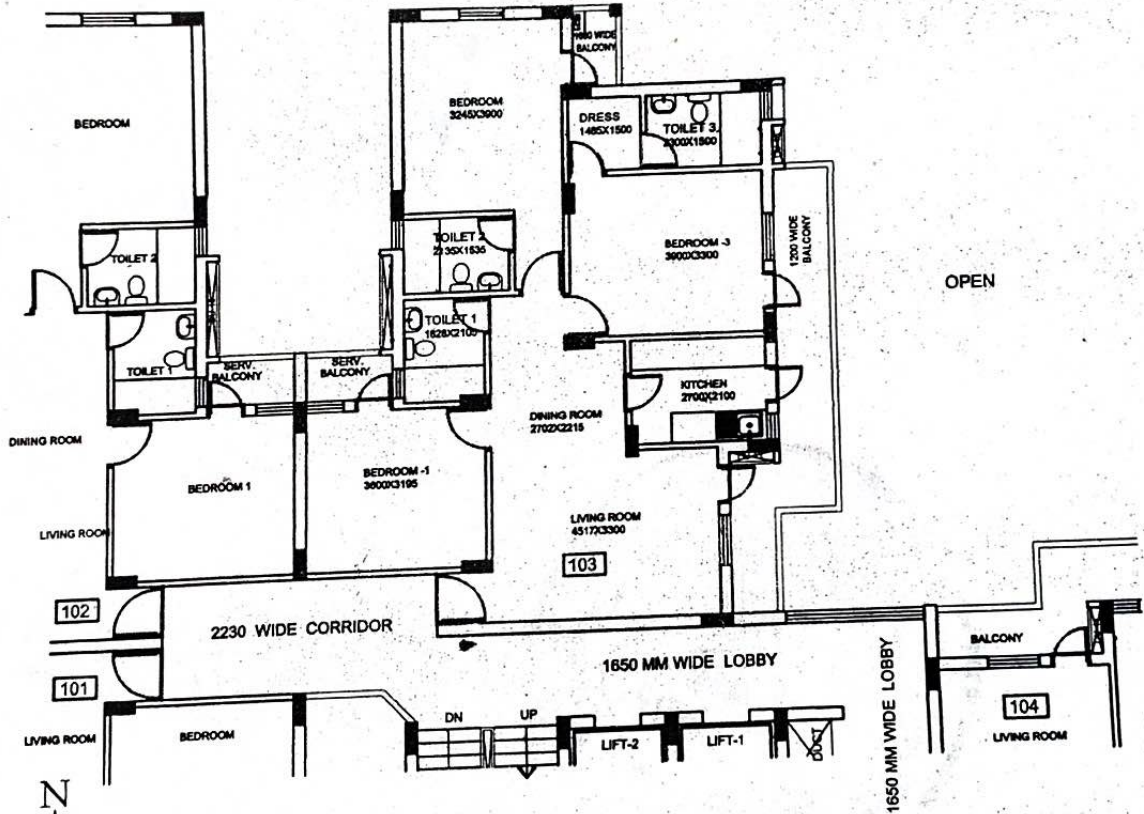 1500 WIDE
BALCONY
BEDROOM
BEDROOM
3245X3900
DRESS
1485X1500
TOILET 3.
2300X1500
TOILET 2
TOILET 2
2135X1535
BEDROOM -3
3900X3300
1200 WIDE
BALCONY
OPEN
TOILET 1
TOILET 1
1628X2105
SERV.
BALCONY
SERV.
BALCONY
KITCHEN
2700X2100
DINING ROOM
DINING ROOM
2702X2215
BEDROOM 1
BEDROOM -1
3600X3195
LIVING ROOM
LIVING ROOM
4517X3300
103
102
2230 WIDE CORRIDOR
1650 MM WIDE LOBBY
BALCONY
101
1650 MM WIDE LOBBY
104
LIVING ROOM
LIVING ROOM
BEDROOM
DN
UP
LIFT-2
LIFT-1
DUCT
N